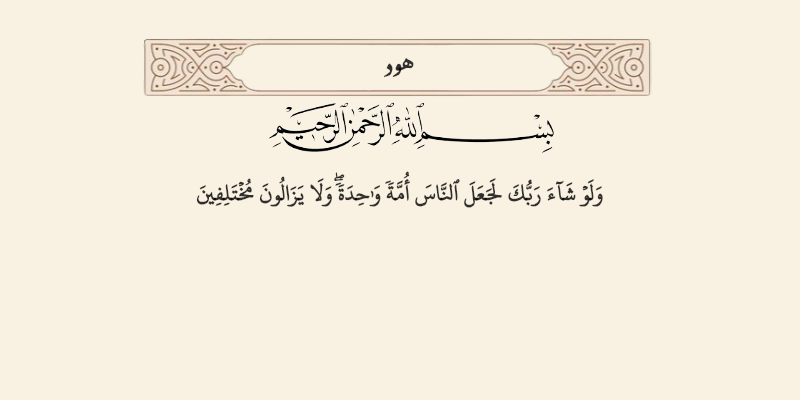 هود
بِسْمِ ٱللَّهِ ٱلرَّحْمَٰنِ ٱلرَّحِيمِ
وَلَوْ شَآءَ رَبُّكَ لَجَعَلَ ٱلنَّاسَ أُمَّةً وَٰحِدَةً ۖ وَلَا يَزَالُونَ مُخْتَلِفِينَ